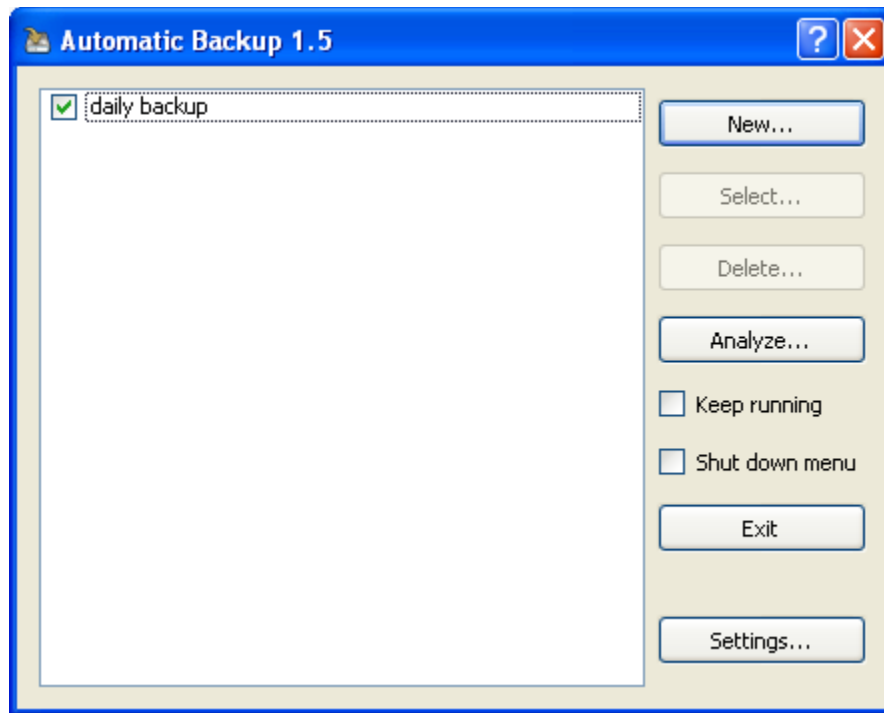 Automatic Backup 1.5
?
daily backup
New...
Select...
Delete...
Analyze...
Keep running
Shut down menu
Exit
Settings...